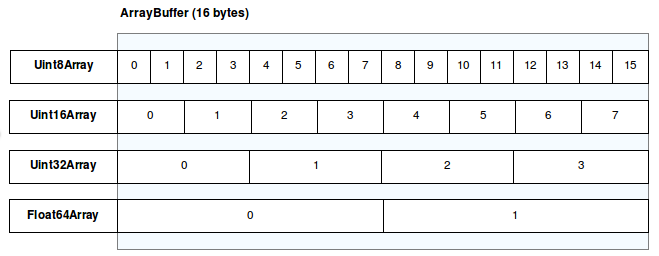 ArrayBuffer (16 bytes)
Uint8Array 0 1 2 3 4 5 6 7 8 9 10 11 12 13 14 15
Uint16Array 0 1 2 3 4 5 6 7
Uint32Array 0 1 2 3
Float64Array 0 1